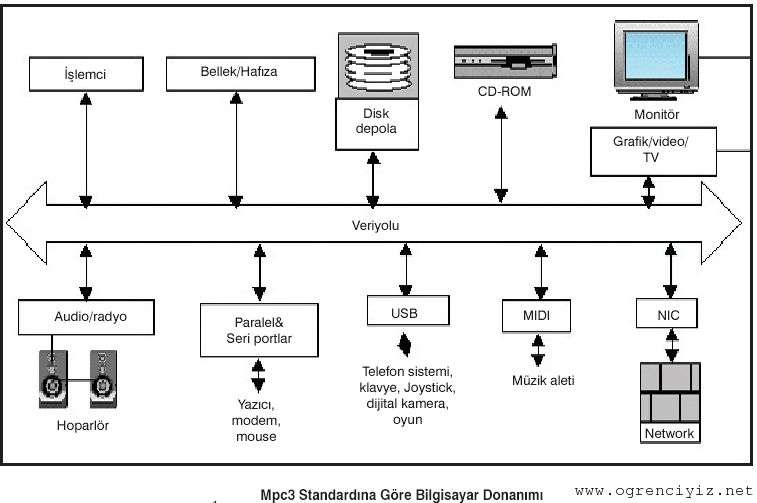 İşlemci
Bellek/Hafıza
Disk
depola
CD-ROM
Monitör
Grafik/video/
TV
Veriyolu
Audio/radyo
Hoparlör
Paralel&
Seri portlar
Yazıcı,
modem,
mouse
USB
Telefon sistemi,
klavye, Joystick,
dijital kamera,
oyun
MIDI
Müzik aleti
NIC
Network
Mpc3 Standardına Göre Bilgisayar Donanımı
www.ogrenciyiz.net